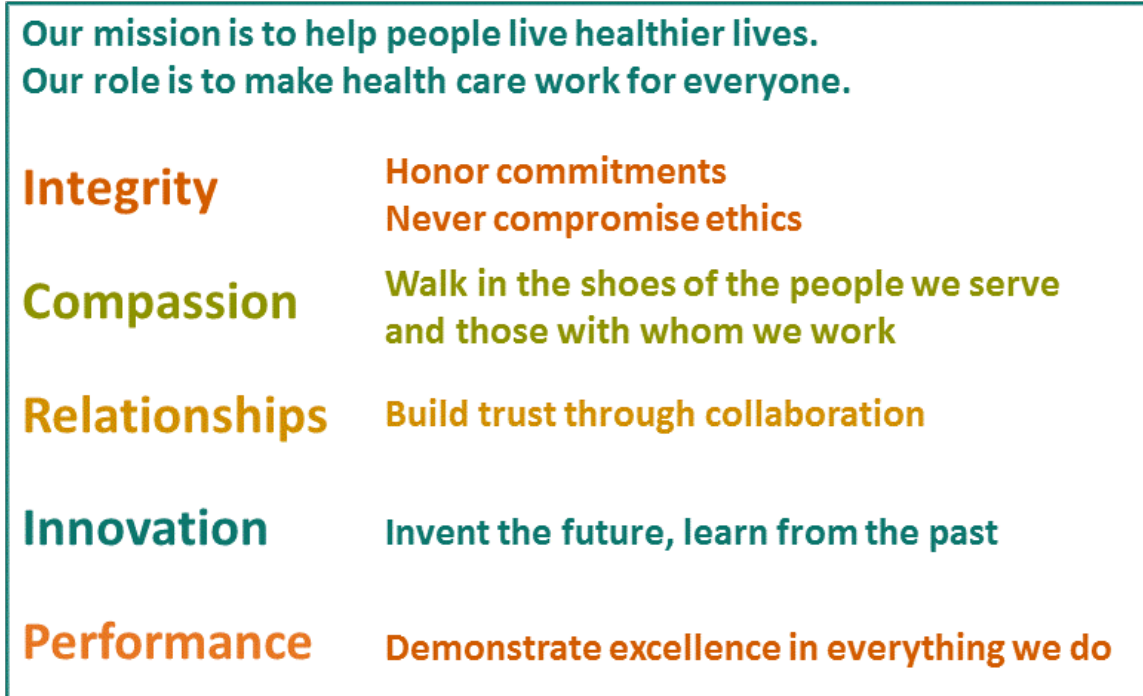 Our mission is to help people live healthier lives.
Our role is to make health care work for everyone.
Integrity
Honor commitments
Never compromise ethics
Compassion
Walk in the shoes of the people we serve
and those with whom we work
Relationships
Build trust through collaboration
Innovation
Invent the future, learn from the past
Performance
Demonstrate excellence in everything we do